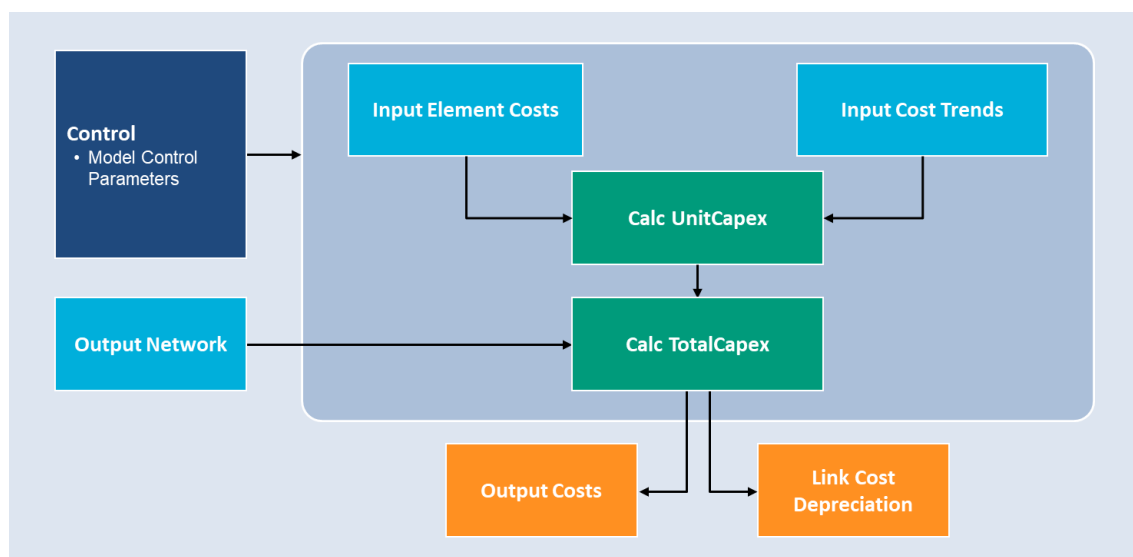 Control
• Model Control
Parameters
Input Element Costs
Input Cost Trends
Calc UnitCapex
Output Network
Calc TotalCapex
Output Costs
Link Cost
Depreciation